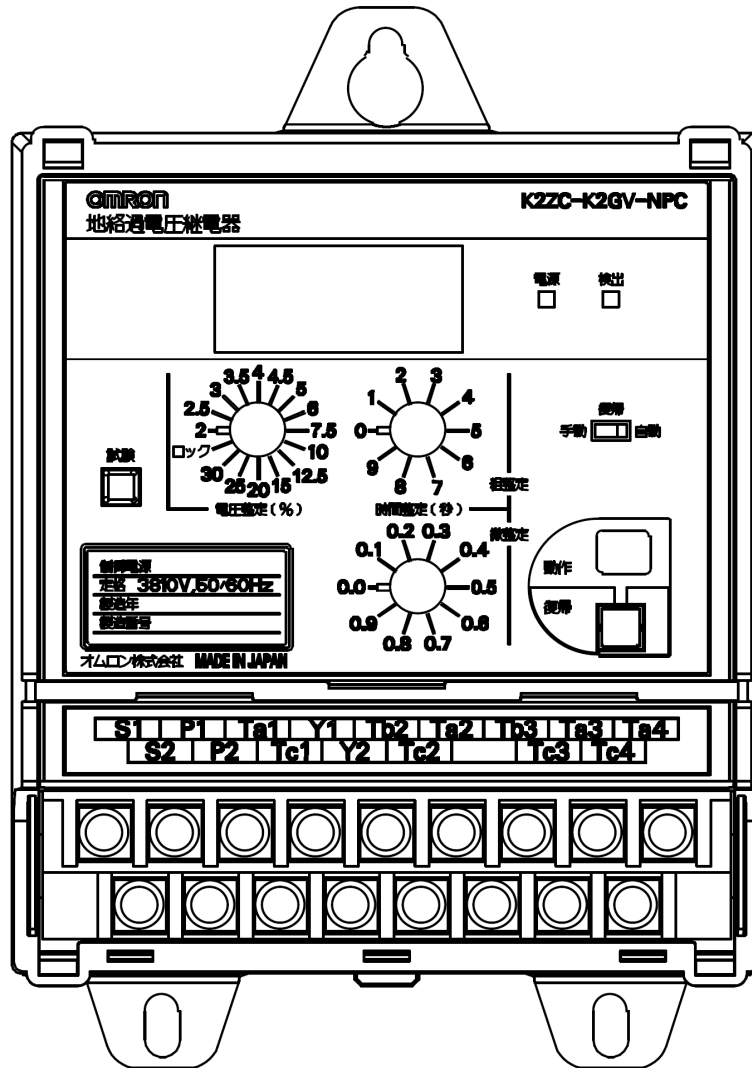 OMRON
K2ZC-K2GV-NPC
地絡過電圧継電器
電源 検出
3.5 4 4.5
3 5
2.5 6
2 7.5
ロック 10
30 12.5
25 20 15
電圧整定(%)
2 3
1 4
0 5
9 6
8 7
時間整定(秒)
粗整定
微整定
0.2 0.3
0.1 0.4
0.0 0.5
0.9 0.6
0.8 0.7
試験
復帰
手動 自動
動作
復帰
制御電源
定格 3810V,50/60Hz
製造年
製造番号
オムロン株式会社 MADE IN JAPAN
S1 P1 Ta1 Y1 Tb2 Ta2 Tb3 Ta3 Ta4
S2 P2 Tc1 Y2 Tc2 Tc3 Tc4